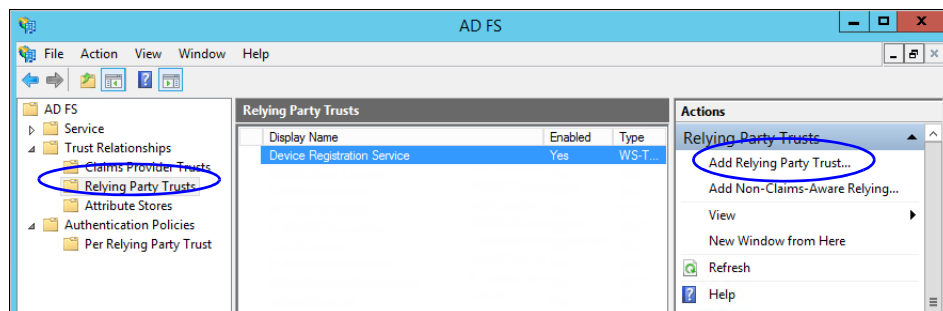 AD FS
File Action View Window Help
AD FS
Service
Trust Relationships
Claims Provider Trusts
Relying Party Trusts
Attribute Stores
Authentication Policies
Per Relying Party Trust
Relying Party Trusts
Display Name Enabled Type
Device Registration Service Yes WS-T...
Actions
Relying Party Trusts
Add Relying Party Trust...
Add Non-Claims-Aware Relying...
View
New Window from Here
Refresh
Help